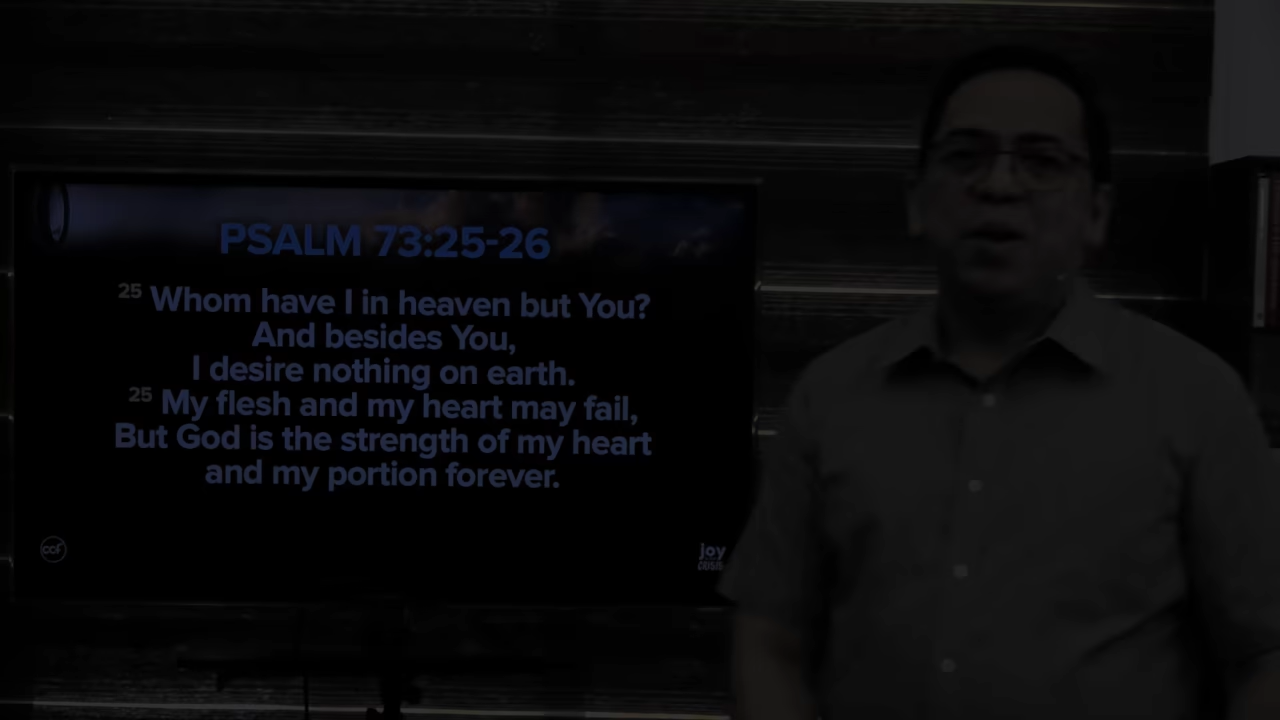 PSALM 73:25-26
25 Whom have I in heaven but You?
And besides You,
I desire nothing on earth.
25 My flesh and my heart may fail,
But God is the strength of my heart
and my portion forever.
ccf
joy
CRISIS